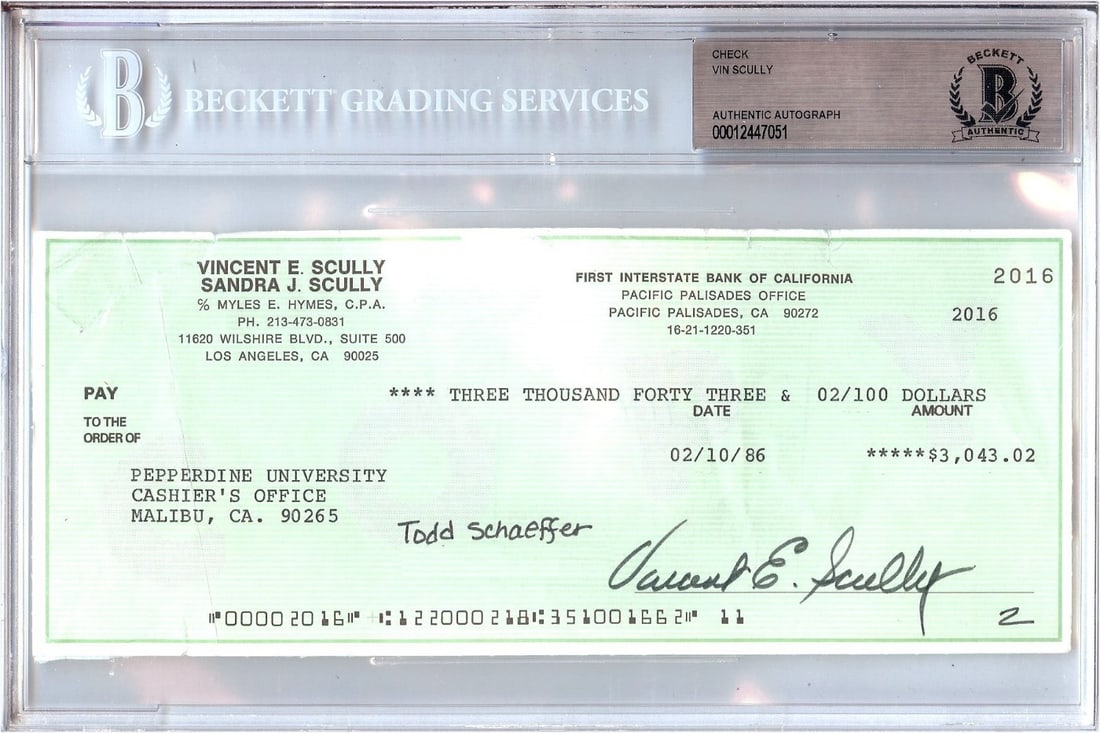 BECKETT GRADING SERVICES
CHECK
VIN SCULLY
AUTHENTIC AUTOGRAPH
00012447051
BECKETT
B
AUTHENTIC
VINCENT E. SCULLY
SANDRA J. SCULLY
% MYLES E. HYMES, C.P.A.
PH. 213-473-0831
11620 WILSHIRE BLVD., SUITE 500
LOS ANGELES, CA 90025
FIRST INTERSTATE BANK OF CALIFORNIA
PACIFIC PALISADES OFFICE
PACIFIC PALISADES, CA 90272
16-21-1220-351
2016
2016
PAY
**** THREE THOUSAND FORTY THREE & 02/100 DOLLARS
TO THE
ORDER OF
DATE
AMOUNT
02/10/86
*****$3,043.02
PEPPERDINE UNIVERSITY
CASHIER'S OFFICE
MALIBU, CA. 90265
Todd Schaeffer
Vincent E. Scully
2
⑈00002016⑈ ⑆122000218⑆351001662⑈ 11